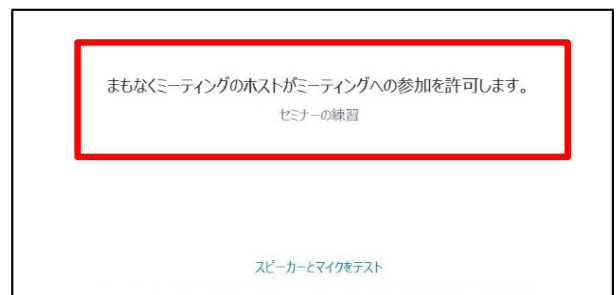 まもなくミーティングのホストがミーティングへの参加を許可します。
セミナーの練習
スピーカーとマイクをテスト